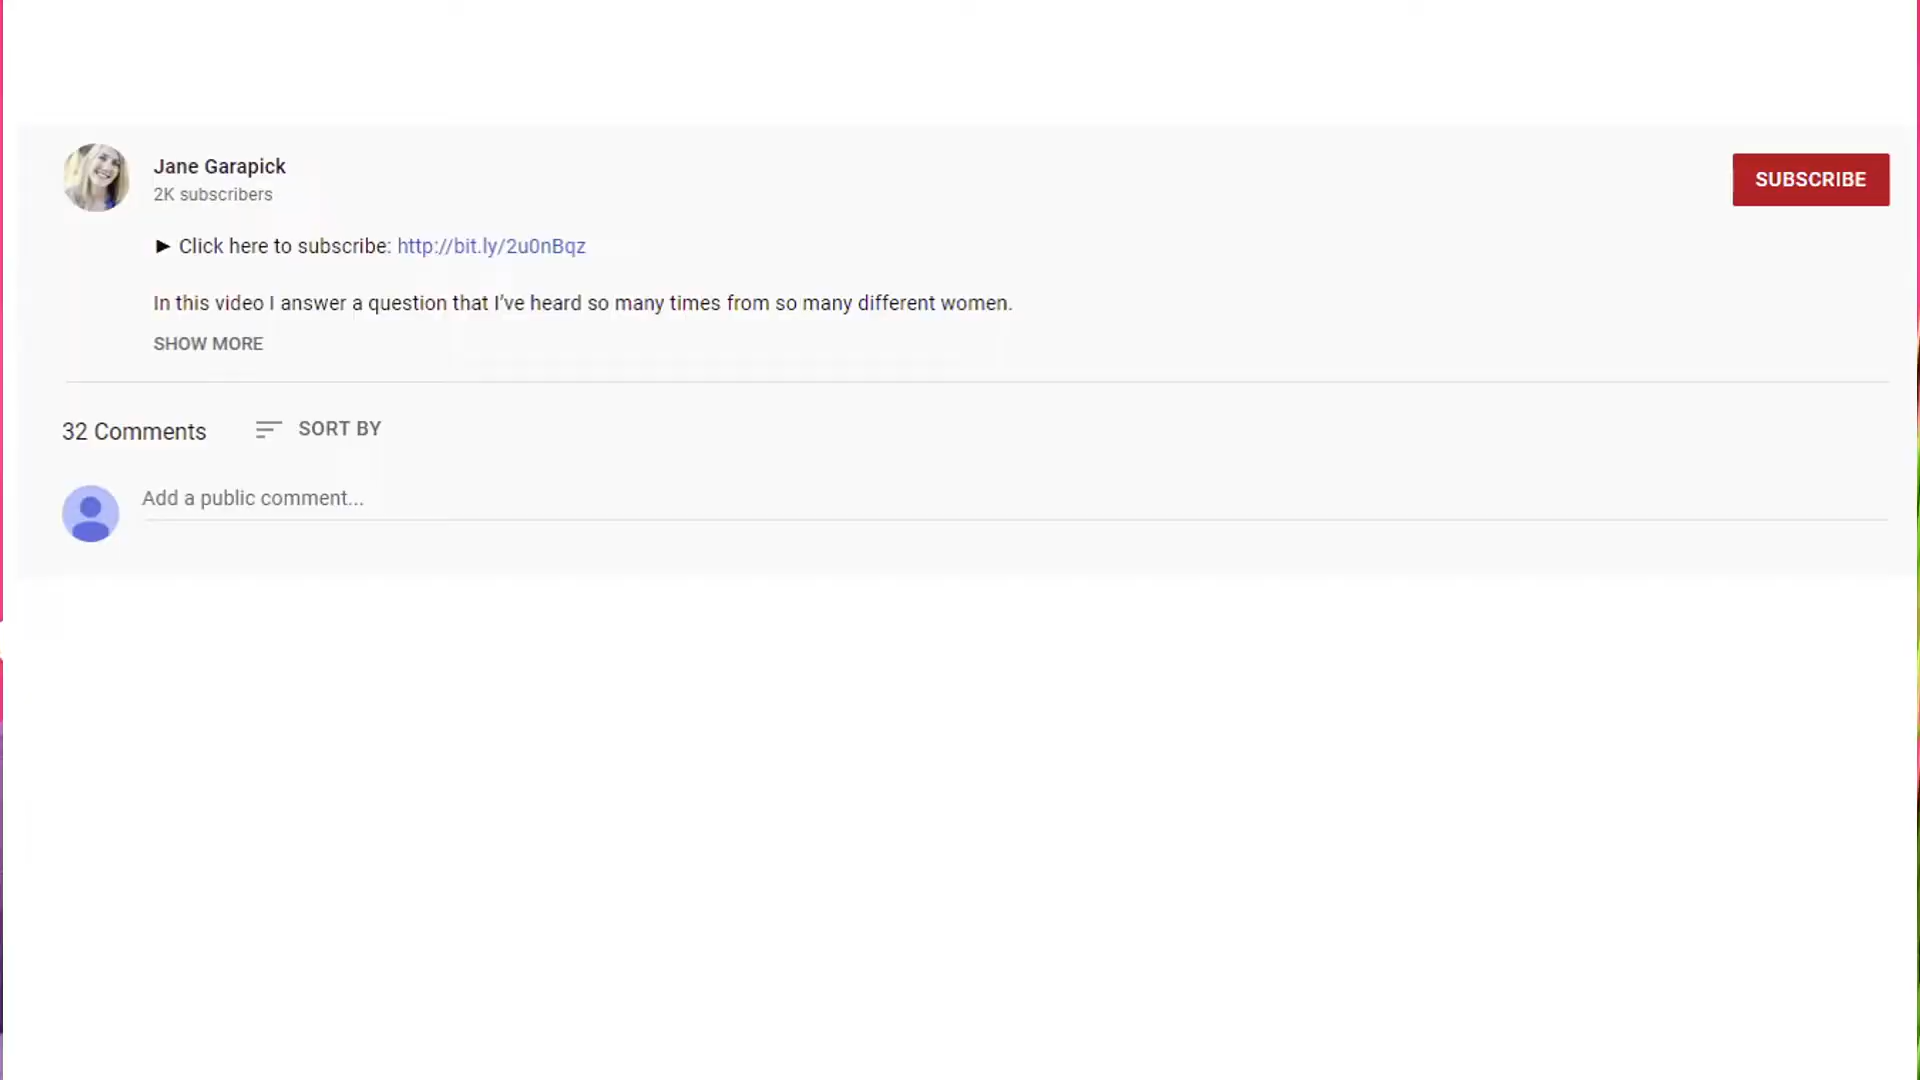 Jane Garapick
SUBSCRIBE
2K subscribers
► Click here to subscribe: http://bit.ly/2u0nBqz
In this video I answer a question that I've heard so many times from so many different women.
SHOW MORE
32 Comments
SORT BY
Add a public comment...